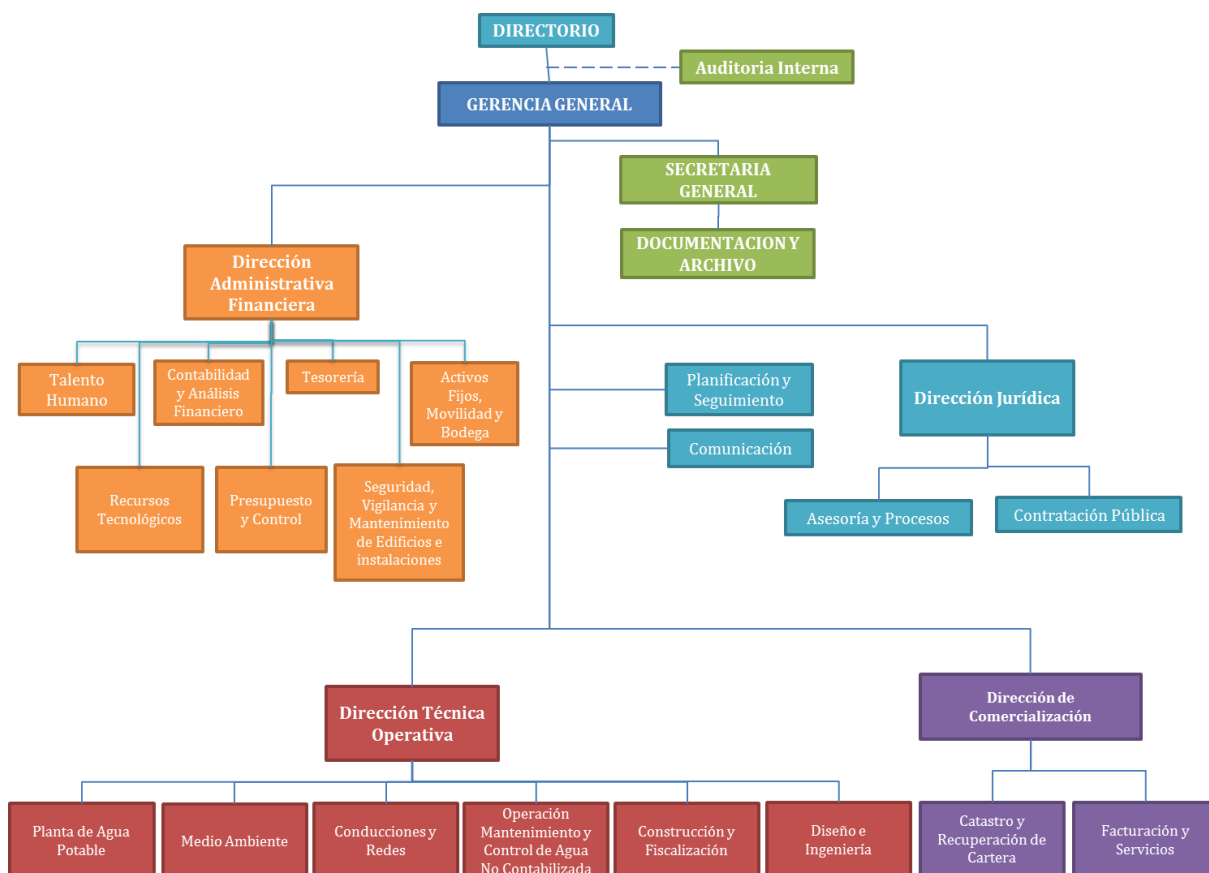 DIRECTORIO
Auditoria Interna
GERENCIA GENERAL
SECRETARIA
GENERAL
DOCUMENTACION Y
ARCHIVO
Dirección
Administrativa
Financiera
Talento
Humano
Contabilidad
y Análisis
Financiero
Tesorería
Activos
Fijos,
Movilidad y
Bodega
Recursos
Tecnológicos
Presupuesto
y Control
Seguridad,
Vigilancia y
Mantenimiento
de Edificios e
instalaciones
Planificación y
Seguimiento
Comunicación
Dirección Jurídica
Asesoría y Procesos
Contratación Pública
Dirección Técnica
Operativa
Dirección de
Comercialización
Planta de Agua
Potable
Medio Ambiente
Conducciones y
Redes
Operación
Mantenimiento y
Control de Agua
No Contabilizada
Construcción y
Fiscalización
Diseño e
Ingeniería
Catastro y
Recuperación de
Cartera
Facturación y
Servicios